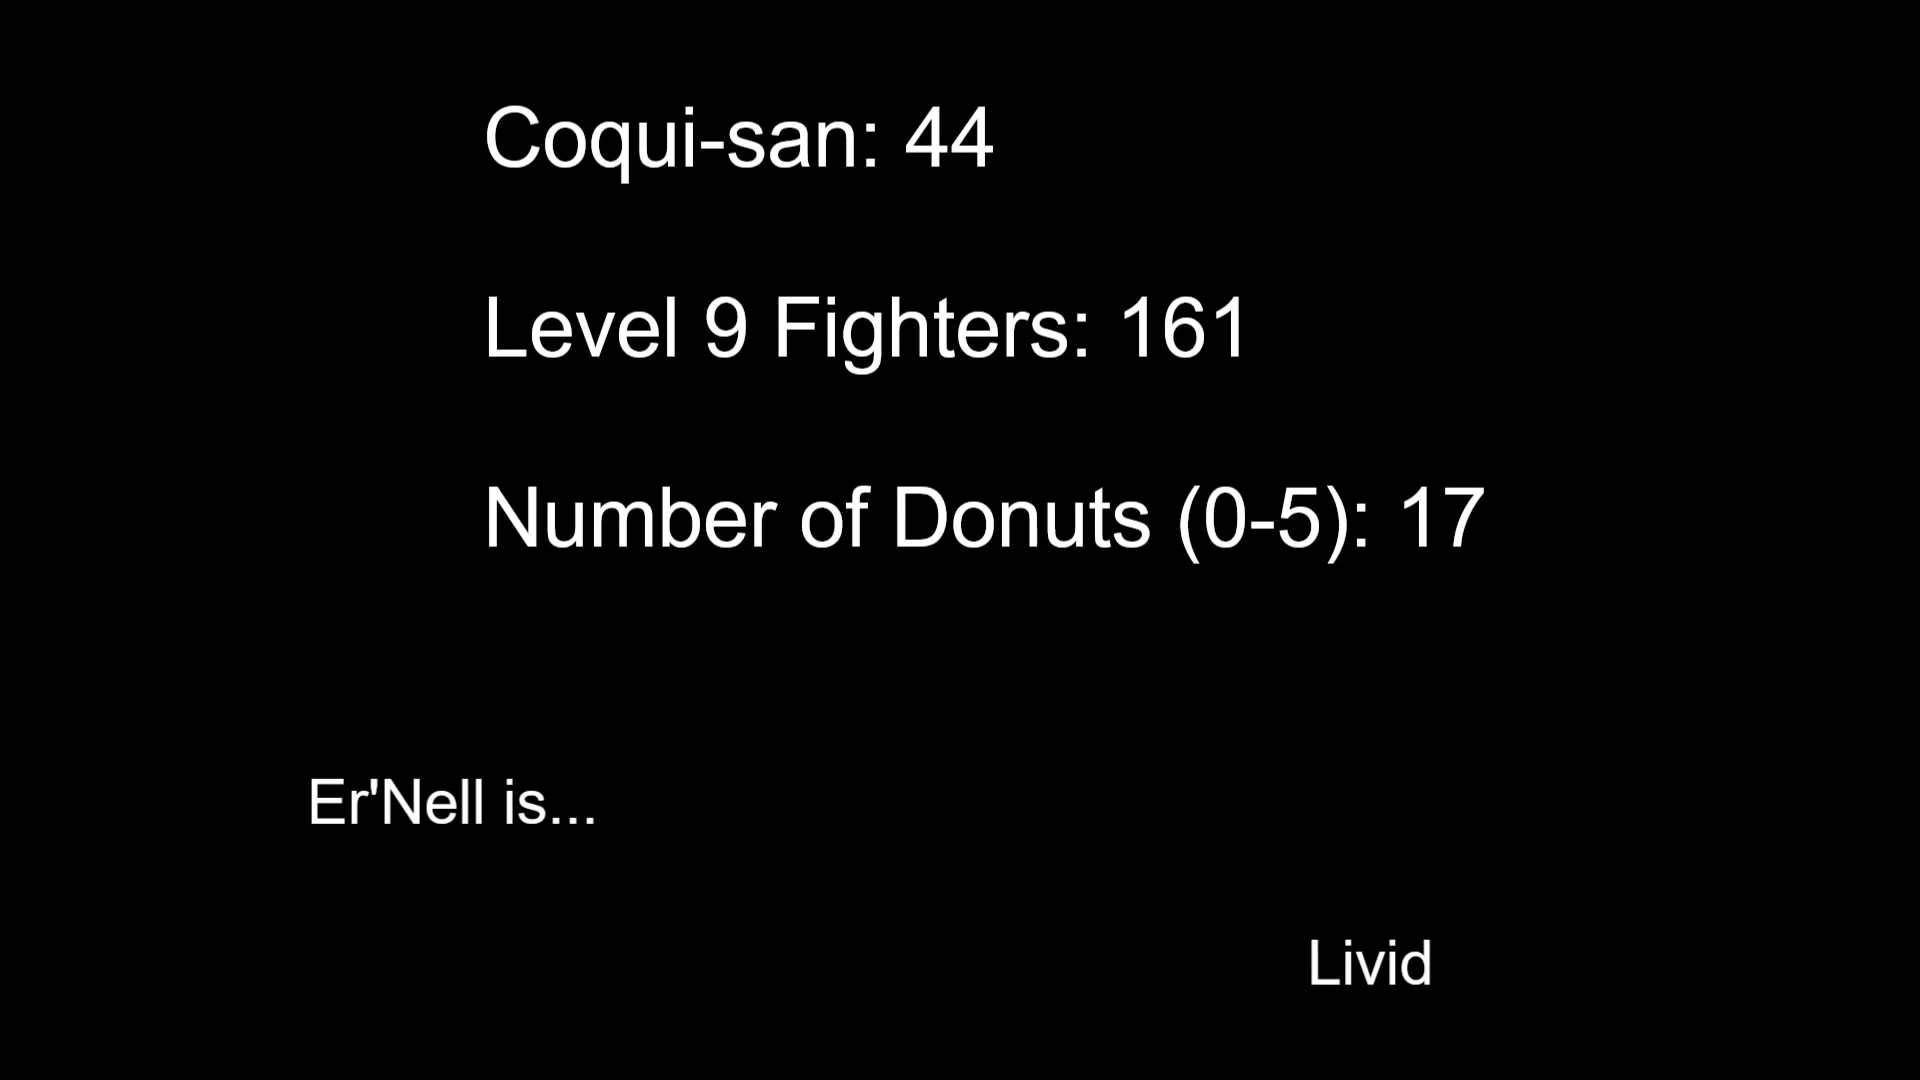 Coqui-san: 44
Level 9 Fighters: 161
Number of Donuts (0-5): 17
Er'Nell is...
Livid